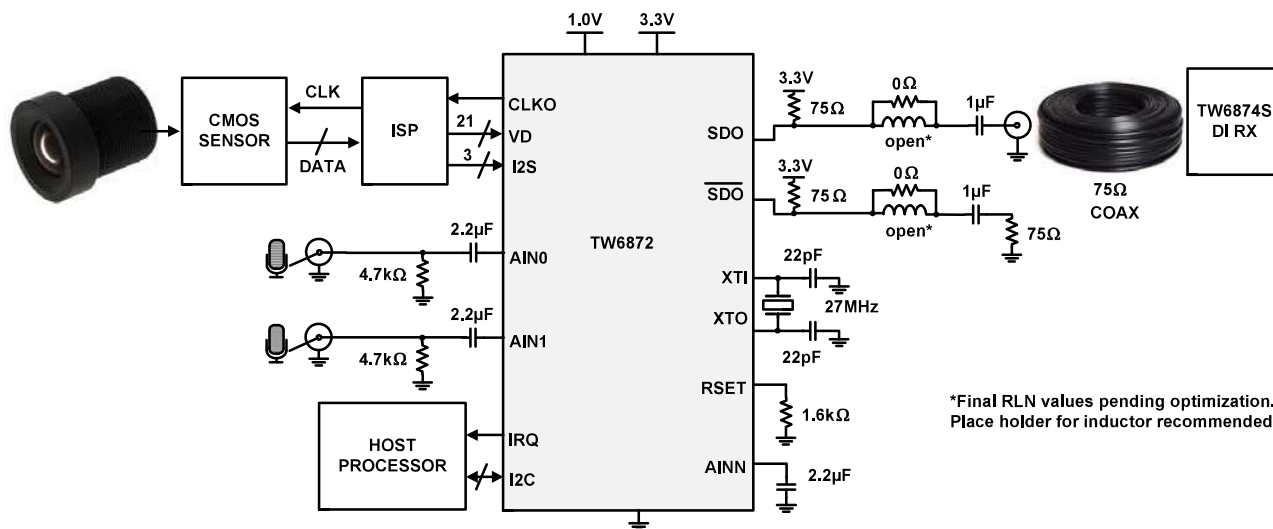 1.0V
3.3V
CMOS
SENSOR
CLK
DATA
ISP
CLKO
21
VD
3
I2S
SDO
3.3V
75Ω
0Ω
open*
1µF
75Ω
COAX
TW6874S
DI RX
SDO
3.3V
75Ω
0Ω
open*
1µF
75Ω
TW6872
2.2µF
AIN0
4.7kΩ
2.2µF
AIN1
4.7kΩ
XTI
22pF
27MHz
XTO
22pF
RSET
1.6kΩ
*Final RLN values pending optimization.
Place holder for inductor recommended
HOST
PROCESSOR
IRQ
I2C
AINN
2.2µF